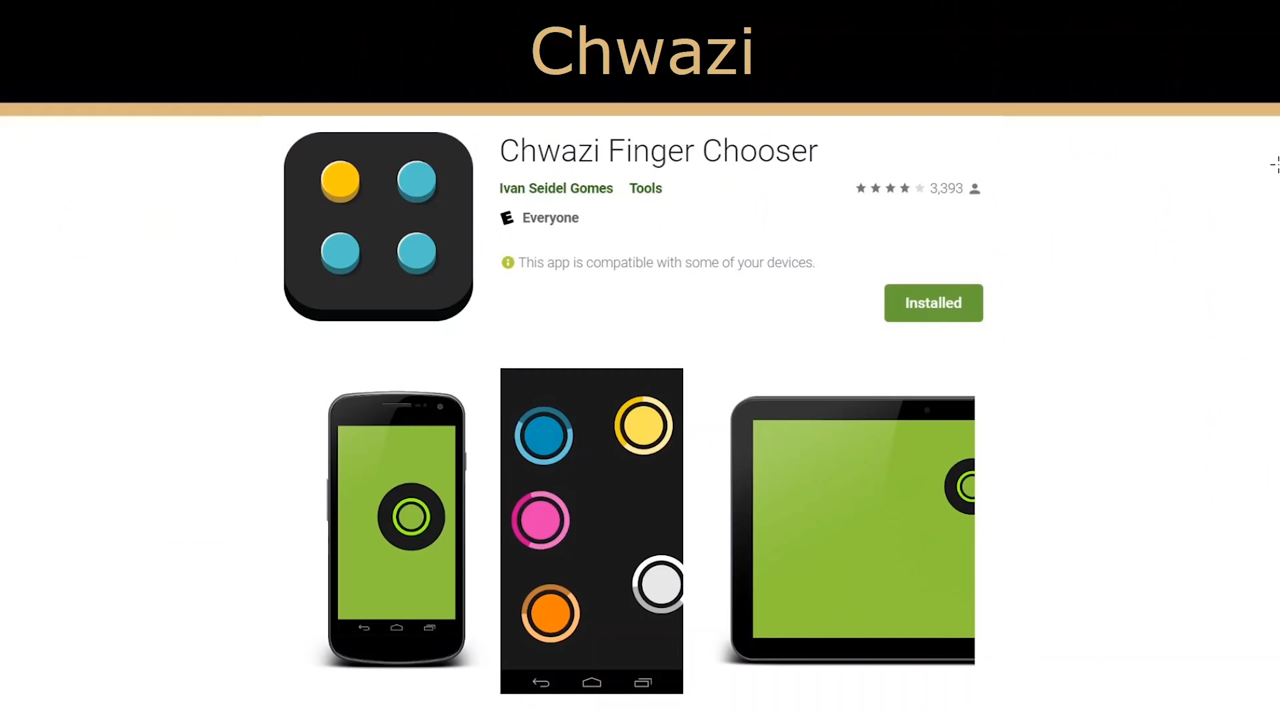 Chwazi
Chwazi Finger Chooser
Ivan Seidel Gomes Tools
3,393
E Everyone
This app is compatible with some of your devices.
Installed